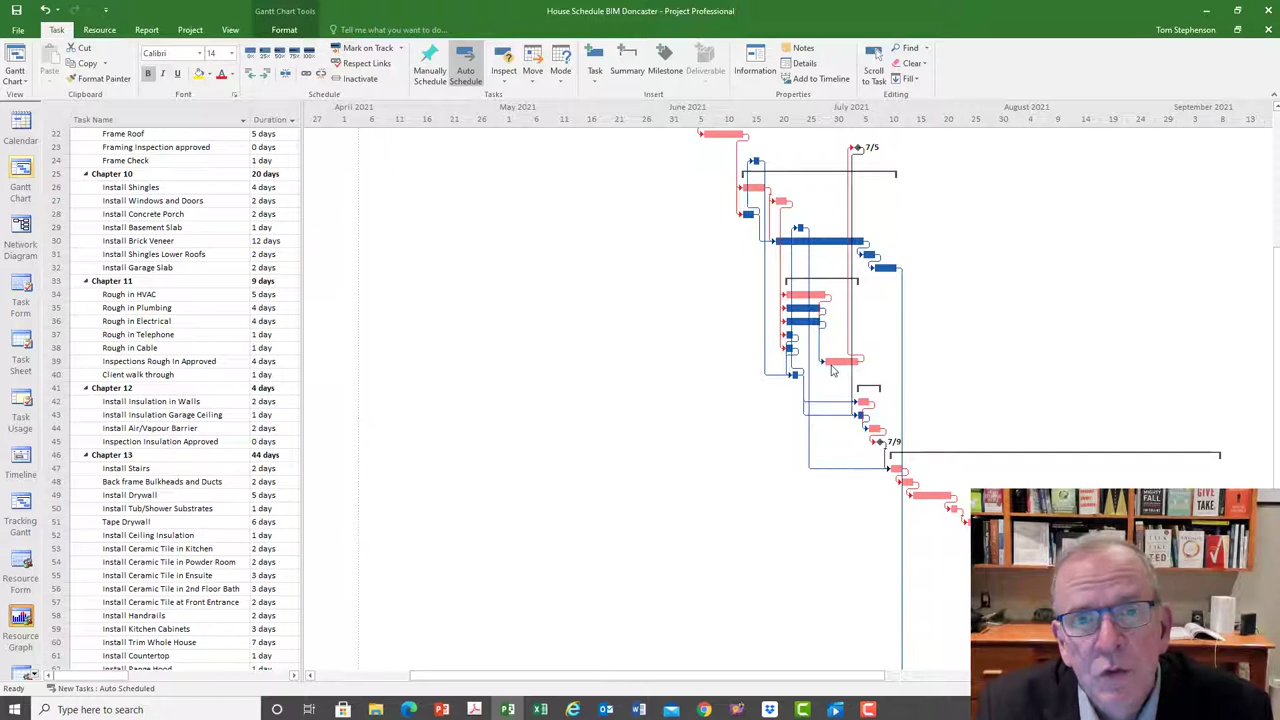 Gantt Chart Tools
House Schedule BIM Doncaster - Project Professional
File Task Resource Project Report View Format Tell me what you want to do...
Tom Stephenson
Gantt Chart
View
Paste
Cut
Copy
Format Painter
Clipboard
Calibri 14
B I U
Font
0% 25% 50% 75% 100%
Mark on Track
Respect Links
Inactivate
Schedule
Manually Schedule
Auto Schedule
Inspect
Move
Mode
Tasks
Task
Summary
Milestone
Deliverable
Insert
Information
Notes
Details
Add to Timeline
Properties
Scroll to Task
Find
Clear
Fill
Editing
Task Name Duration
April 2021 May 2021 June 2021 July 2021 August 2021 September 2021
27 1 6 11 16 21 26 1 6 11 16 21 26 31 5 10 15 20 25 30 5 10 15 20 25 30 4 9 14 19 24 29 3 8 13
22 Frame Roof 5 days
23 Framing Inspection approved 0 days 7/5
24 Frame Check 1 day
25 Chapter 10 20 days
26 Install Shingles 4 days
27 Install Windows and Doors 2 days
28 Install Concrete Porch 2 days
29 Install Basement Slab 1 day
30 Install Brick Veneer 12 days
31 Install Shingles Lower Roofs 2 days
32 Install Garage Slab 2 days
33 Chapter 11 9 days
34 Rough in HVAC 5 days
35 Rough in Plumbing 4 days
36 Rough in Electrical 4 days
37 Rough in Telephone 1 day
38 Rough in Cable 1 day
39 Inspections Rough In Approved 4 days
40 Client walk through 1 day
41 Chapter 12 4 days
42 Install Insulation in Walls 2 days
43 Install Insulation Garage Ceiling 1 day
44 Install Air/Vapour Barrier 2 days
45 Inspection Insulation Approved 0 days 7/9
46 Chapter 13 44 days
47 Install Stairs 2 days
48 Back frame Bulkheads and Ducts 2 days
49 Install Drywall 5 days
50 Install Tub/Shower Substrates 1 day
51 Tape Drywall 6 days
52 Install Ceiling Insulation 1 day
53 Install Ceramic Tile in Kitchen 2 days
54 Install Ceramic Tile in Powder Room 2 days
55 Install Ceramic Tile in Ensuite 3 days
56 Install Ceramic Tile in 2nd Floor Bath 3 days
57 Install Ceramic Tile at Front Entrance 2 days
58 Install Handrails 2 days
59 Install Kitchen Cabinets 3 days
60 Install Trim Whole House 7 days
61 Install Countertop 1 day
62 Install Range Hood 1 day
Calendar
Gantt Chart
Network Diagram
Task Form
Task Sheet
Task Usage
Tracking Gantt
Resource Form
Resource Graph
MIGHTY FALL
GIVE
TAKE
Ready New Tasks : Auto Scheduled
Type here to search